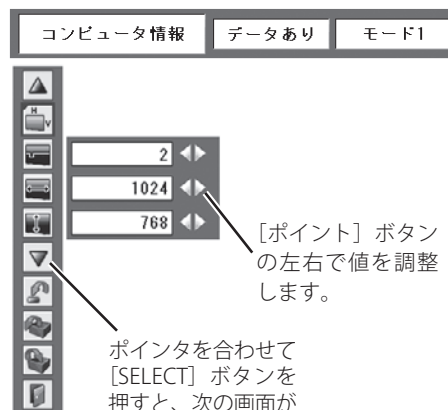 コンピュータ情報 データあり モード1
H
V
2
1024
768
［ポイント］ボタン
の左右で値を調整
します。
ポインタを合わせて
［SELECT］ボタンを
押すと、次の画面が